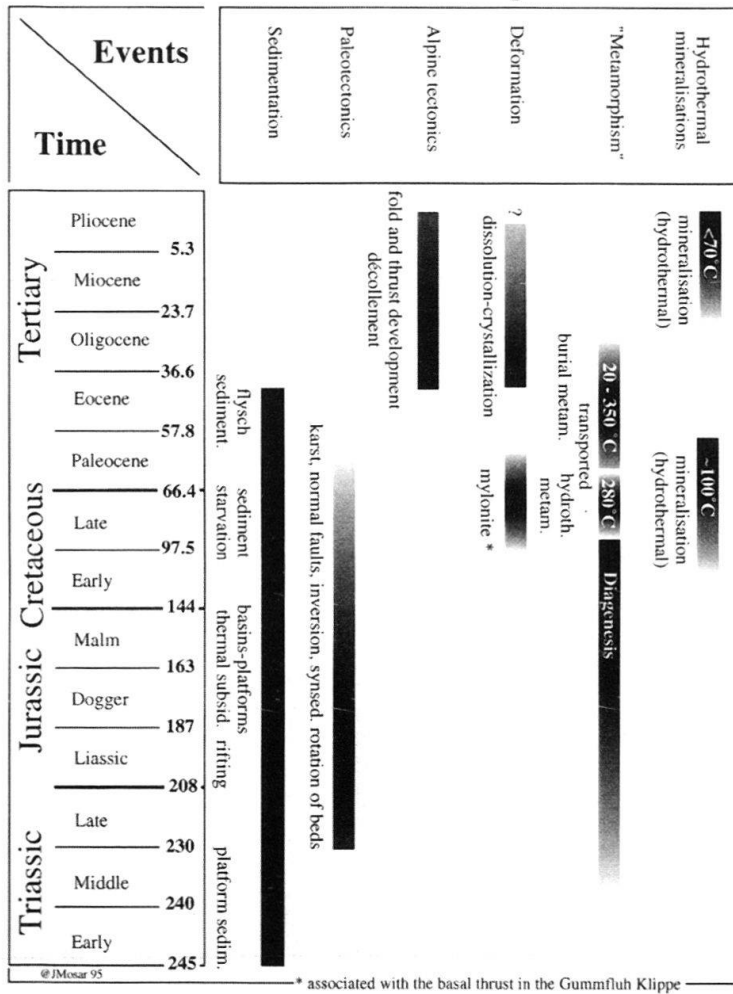 Events
Time
Sedimentation
Paleotectonics
Alpine tectonics
Deformation
"Metamorphism"
Hydrothermal
mineralisations
Tertiary
Cretaceous
Jurassic
Triassic
Pliocene
5.3
Miocene
23.7
Oligocene
36.6
Eocene
57.8
Paleocene
66.4
Late
97.5
Early
144
Malm
163
Dogger
187
Liassic
208
Late
230
Middle
240
Early
245
flysch
sediment.
sediment
starvation
basins-platforms
thermal subsid.
rifting
platform sedim.
karst, normal faults, inversion, synsed. rotation of beds
fold and thrust development
décollement
?
dissolution-crystallization
mylonite *
20 - 350 °C
280°C
Diagenesis
transported
burial metam.
hydroth.
metam.
<70°C
mineralisation
(hydrothermal)
~100°C
mineralisation
(hydrothermal)
@JMosar 95
* associated with the basal thrust in the Gummfluh Klippe